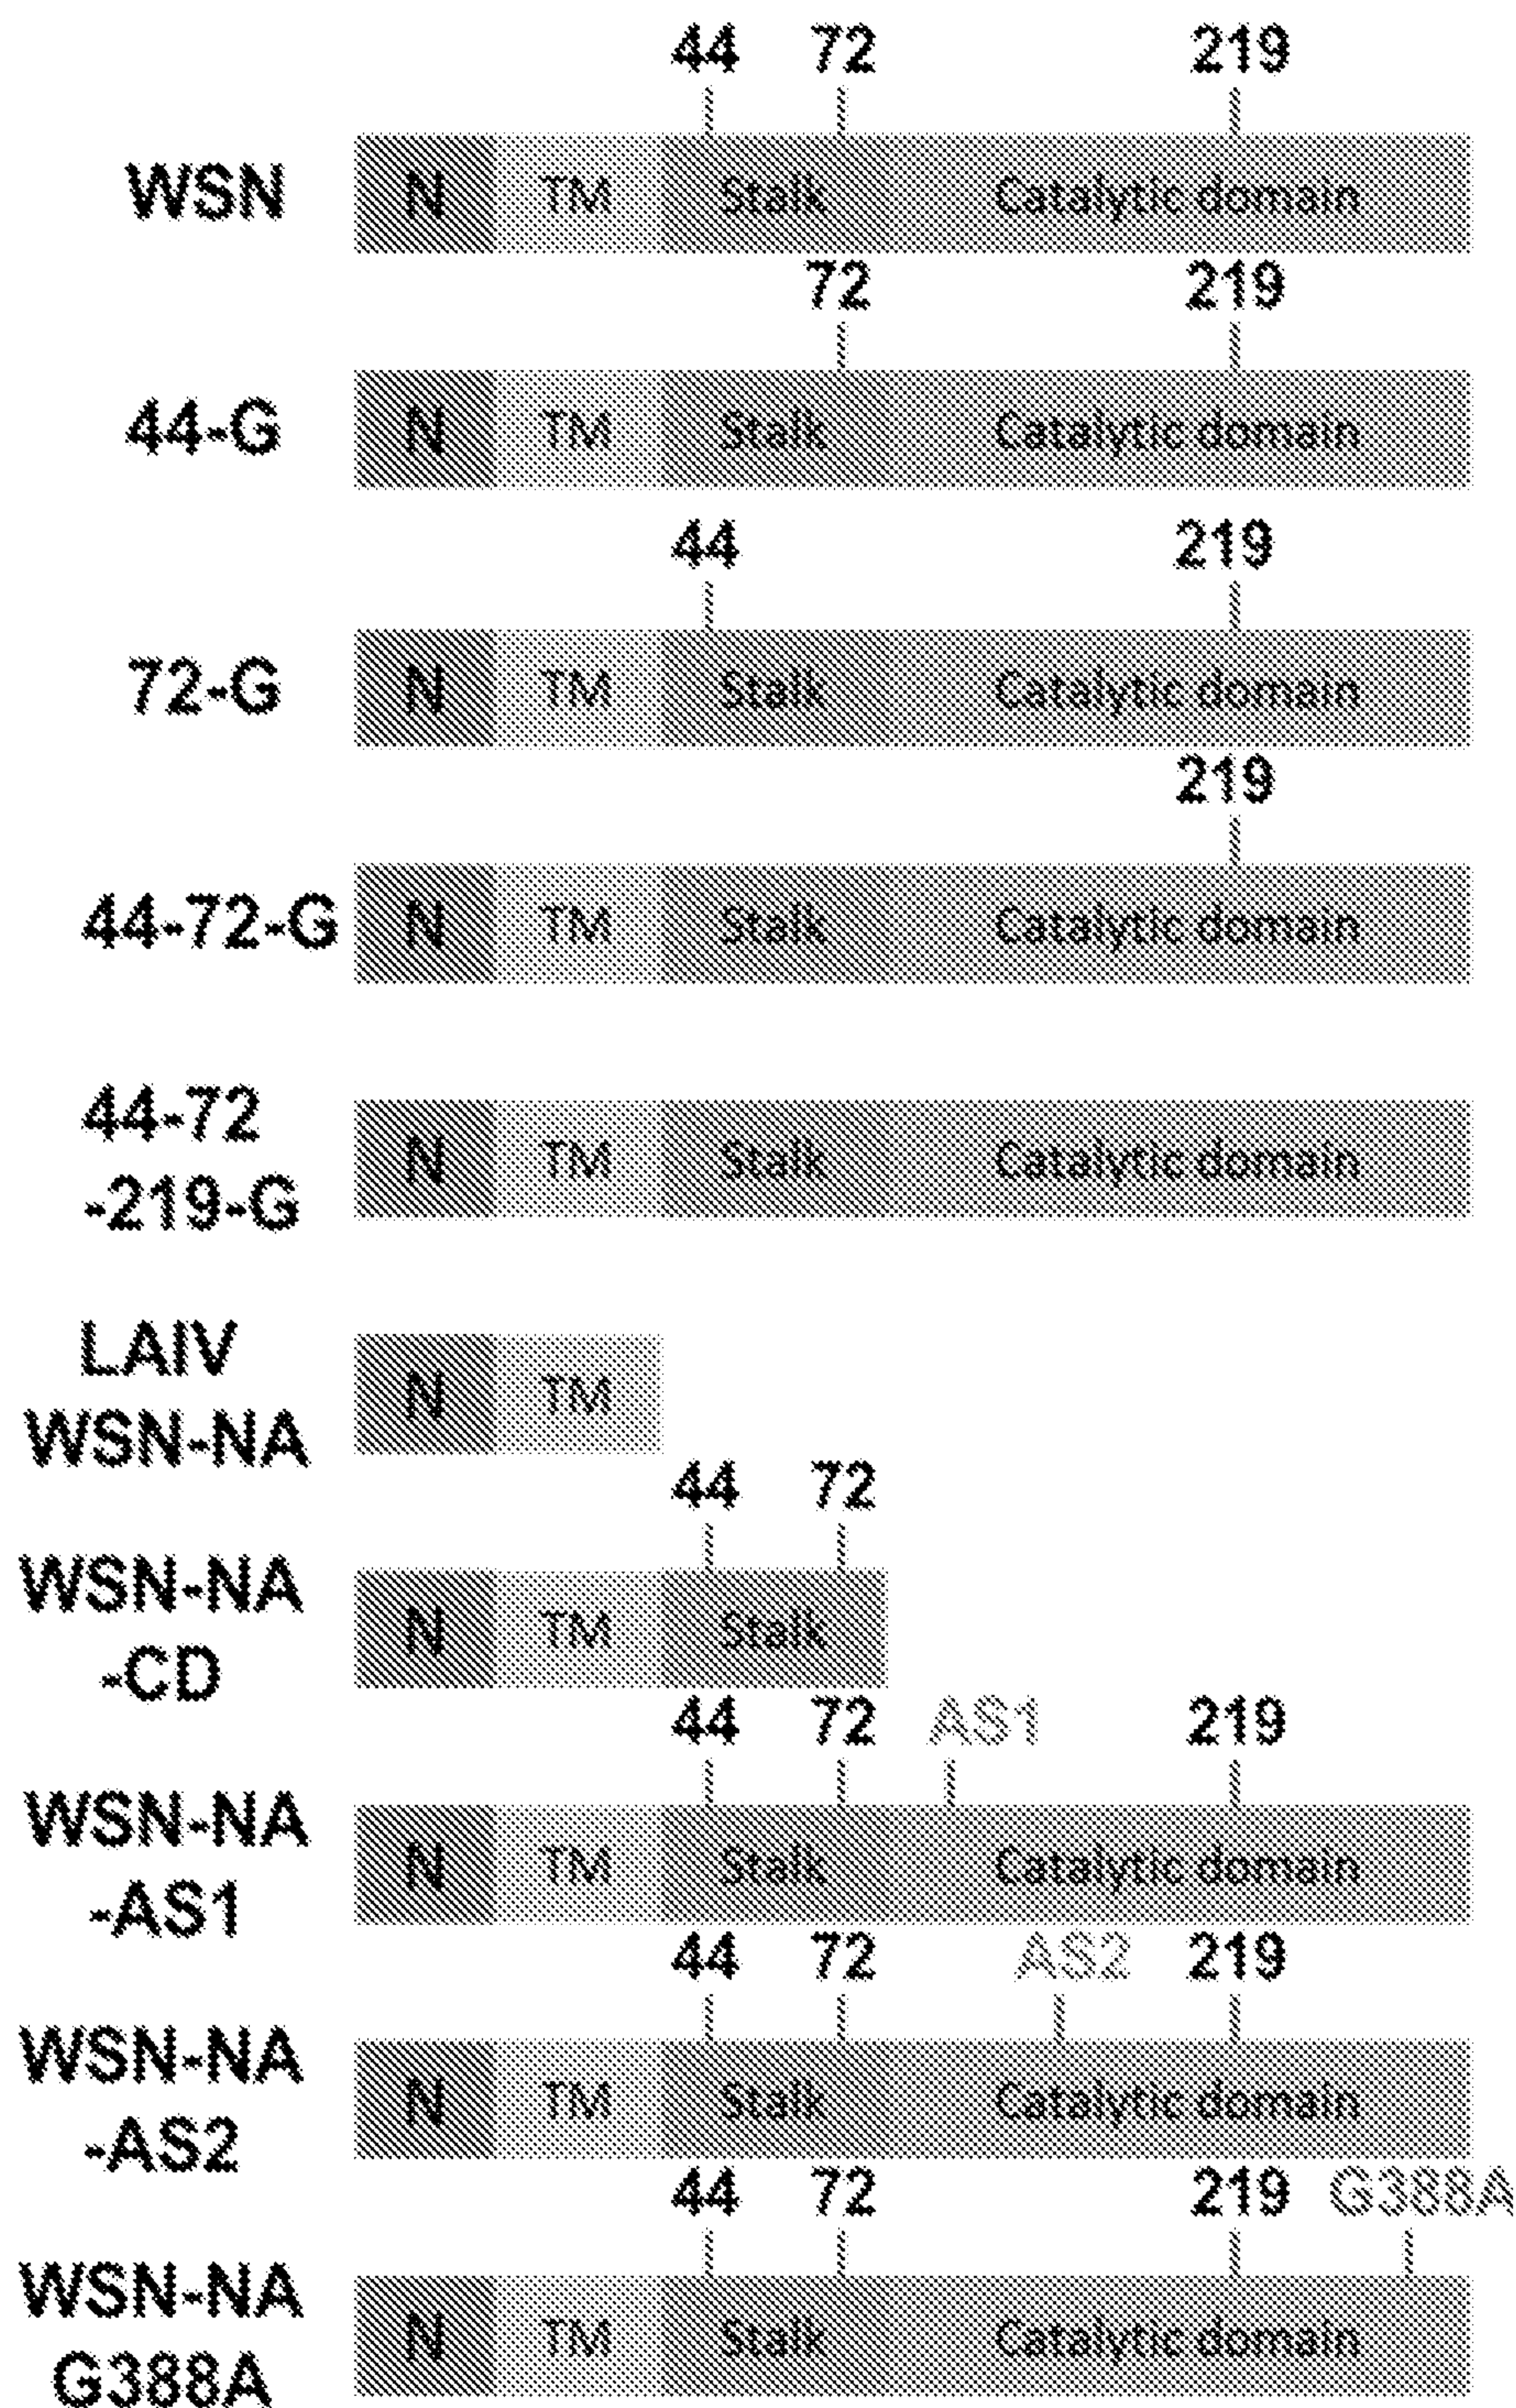 44 72 219
WSN N TM Stalk Catalytic domain
72 219
44-G N TM Stalk Catalytic domain
44 219
72-G N TM Stalk Catalytic domain
219
44-72-G N TM Stalk Catalytic domain
44-72
-219-G
N TM Stalk Catalytic domain
LAIV
WSN-NA
N TM
44 72
WSN-NA
-CD
N TM Stalk
44 72 AS1 219
WSN-NA
-AS1
N TM Stalk Catalytic domain
44 72 AS2 219
WSN-NA
-AS2
N TM Stalk Catalytic domain
44 72 219 G388A
WSN-NA
G388A
N TM Stalk Catalytic domain